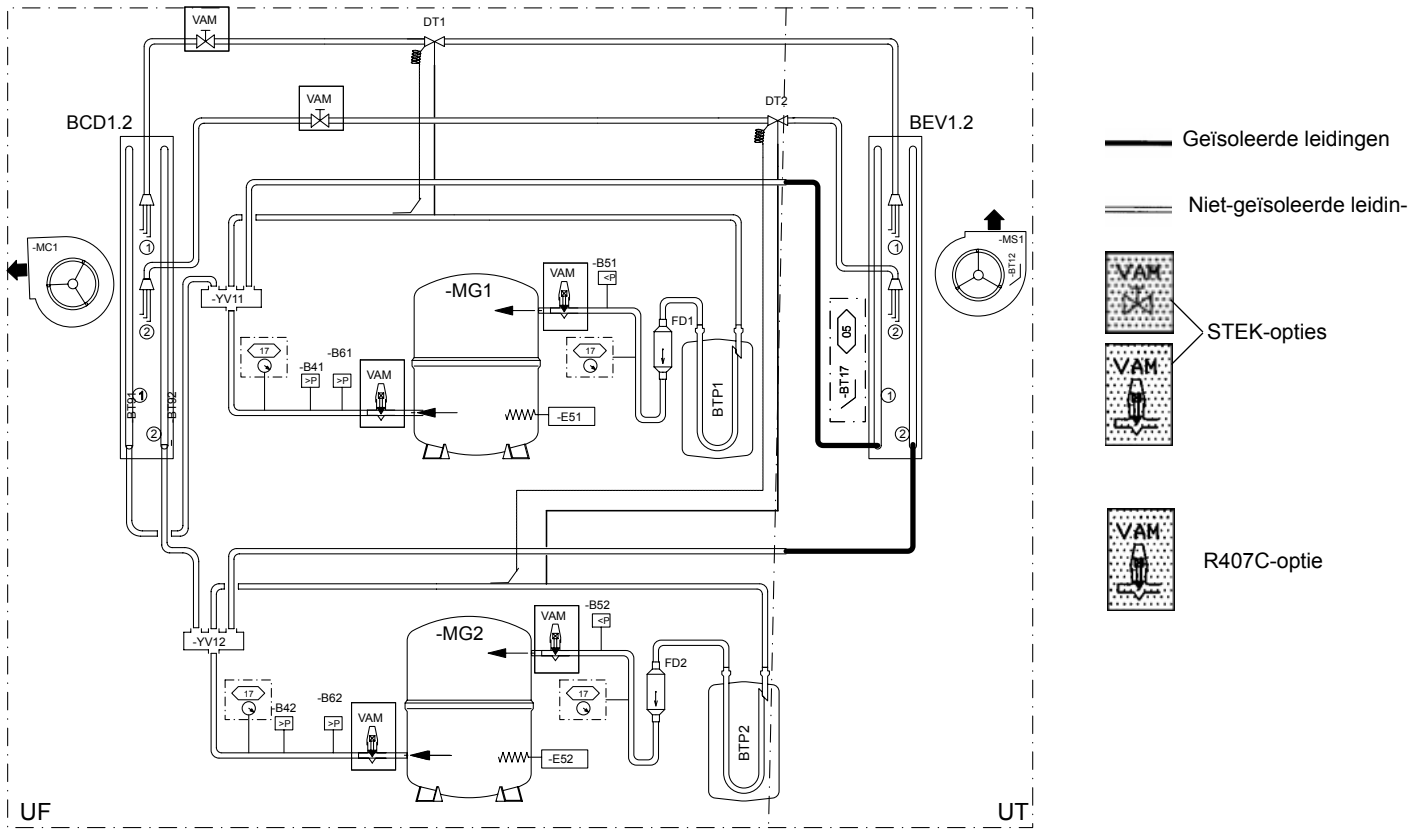 VAM
DT1
VAM
DT2
BCD1.2
BEV1.2
Geïsoleerde leidingen
Niet-geïsoleerde leidin-
-MC1
1
2
-YV11
-MG1
VAM
-B51
<P
FD1
17
BTP1
17
-B41
>P
-B61
>P
VAM
-E51
-BT91
1
-BT92
2
-BT17
05
1
2
1
2
-MS1
-BT12
VAM
VAM
STEK-opties
VAM
R407C-optie
-YV12
-MG2
VAM
-B52
<P
FD2
17
BTP2
17
-B42
>P
-B62
>P
VAM
-E52
UF
UT